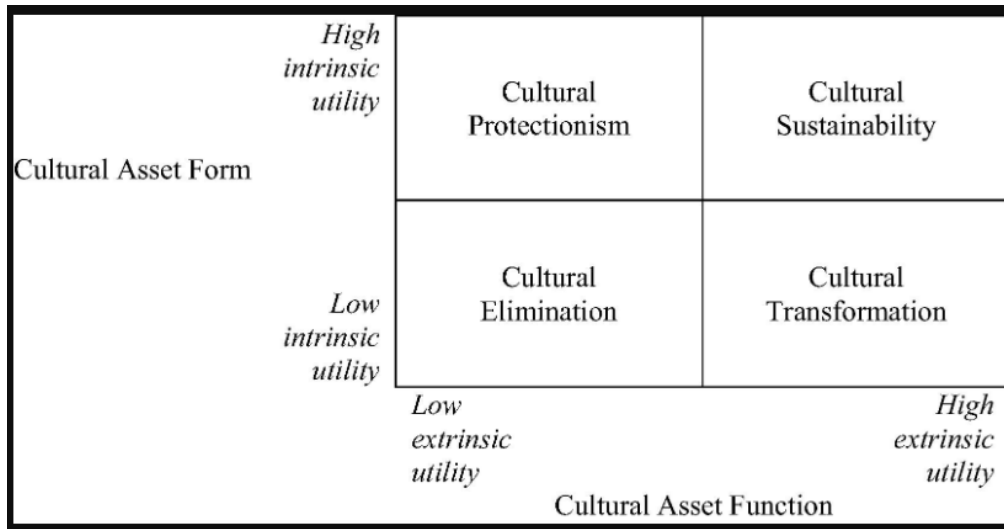 High
intrinsic
utility
Cultural
Protectionism
Cultural
Sustainability
Cultural Asset Form
Low
intrinsic
utility
Cultural
Elimination
Cultural
Transformation
Low
extrinsic
utility
High
extrinsic
utility
Cultural Asset Function